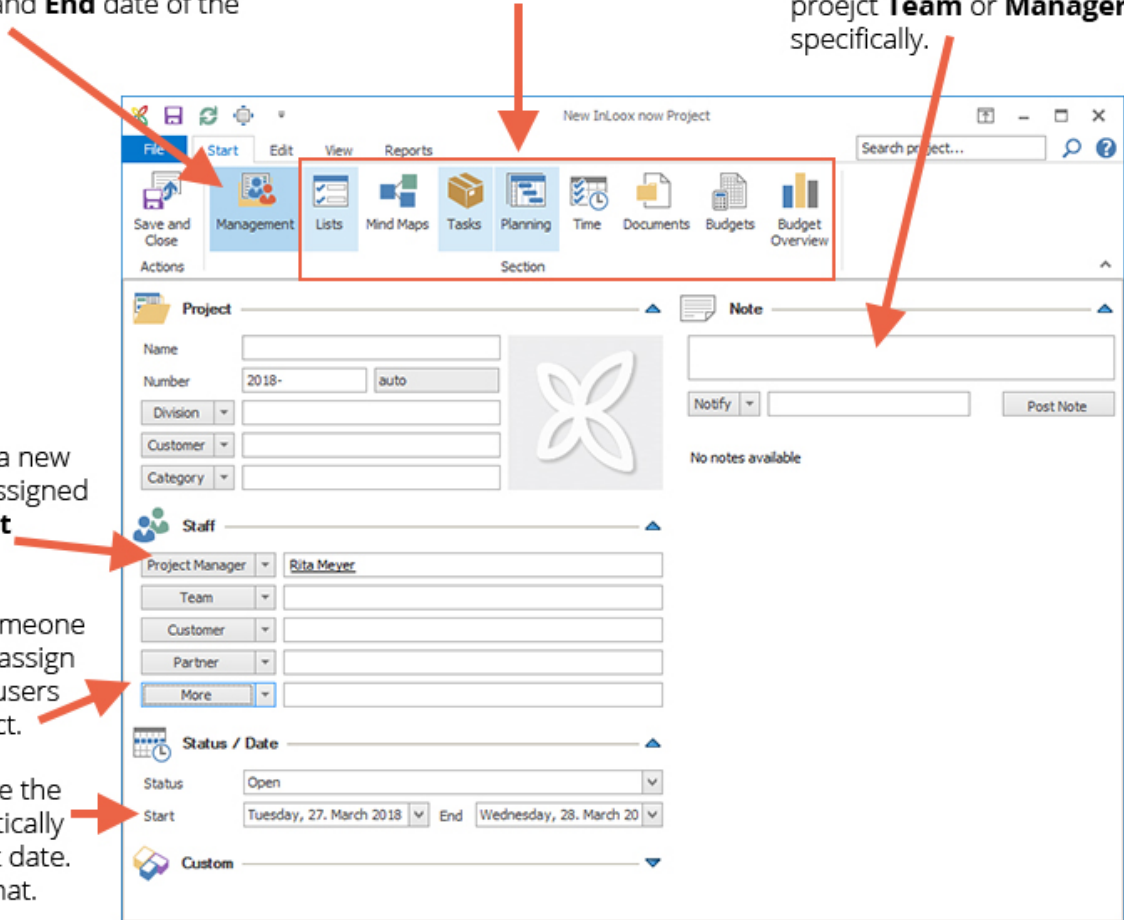 and End date of the
proejct Team or Manager
specifically.
New InLoox now Project
File Start Edit View Reports
Search project...
Save and Close
Management
Lists
Mind Maps
Tasks
Planning
Time
Documents
Budgets
Budget Overview
Actions
Section
Project
Name
Number 2018- auto
Division
Customer
Category
Note
Notify
Post Note
No notes available
a new
ssigned
t
Staff
Project Manager Rita Meyer
Team
Customer
Partner
More
meone
assign
users
ct.
Status / Date
Status Open
Start Tuesday, 27. March 2018 End Wednesday, 28. March 20
e the
tically
t date.
nat.
Custom